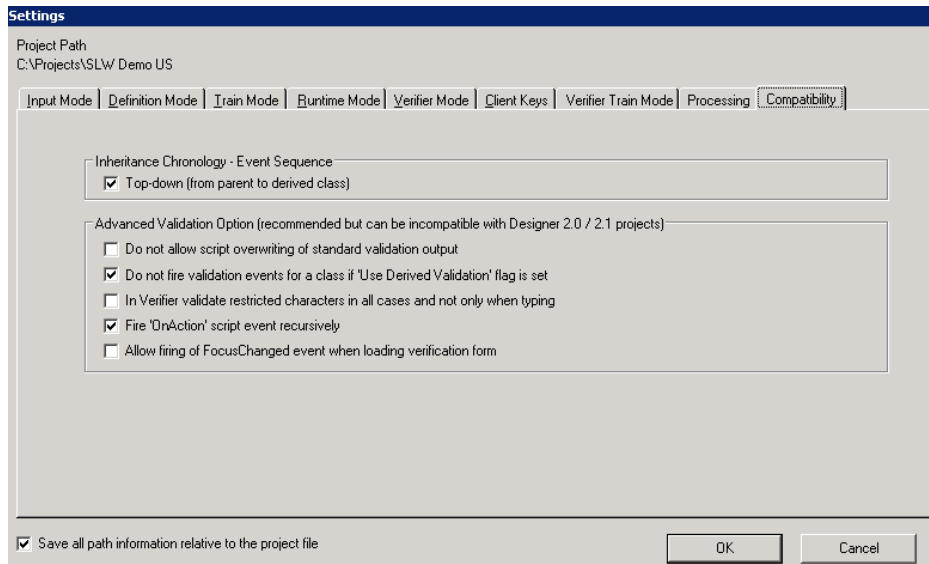 Settings
Project Path
C:\Projects\SLW Demo US
Input Mode Definition Mode Train Mode Runtime Mode Verifier Mode Client Keys Verifier Train Mode Processing Compatibility
Inheritance Chronology - Event Sequence
Top-down (from parent to derived class)
Advanced Validation Option (recommended but can be incompatible with Designer 2.0 / 2.1 projects)
Do not allow script overwriting of standard validation output
Do not fire validation events for a class if 'Use Derived Validation' flag is set
In Verifier validate restricted characters in all cases and not only when typing
Fire 'OnAction' script event recursively
Allow firing of FocusChanged event when loading verification form
Save all path information relative to the project file
OK Cancel